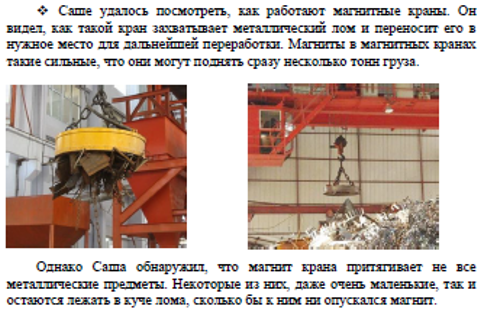 ❖ Саше удалось посмотреть, как работают магнитные краны. Он
видел, как такой кран захватывает металлический лом и переносит его в
нужное место для дальнейшей переработки. Магниты в магнитных кранах
такие сильные, что они могут поднять сразу несколько тонн груза.
Однако Саша обнаружил, что магнит крана притягивает не все
металлические предметы. Некоторые из них, даже очень маленькие, так и
остаются лежать в куче лома, сколько бы к ним ни опускался магнит.